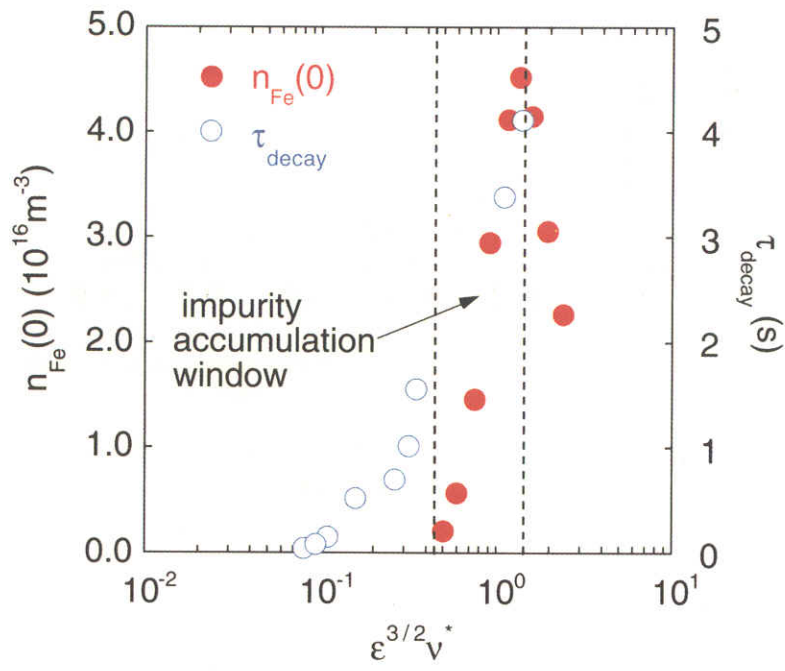 5.0
4.0
3.0
2.0
1.0
0.0
n_Fe(0) (10^16 m^-3)
n_Fe(0)
τ_decay
impurity
accumulation
window
5
4
3
2
1
0
τ_decay (s)
10^-2
10^-1
10^0
10^1
ε^3/2 ν^*